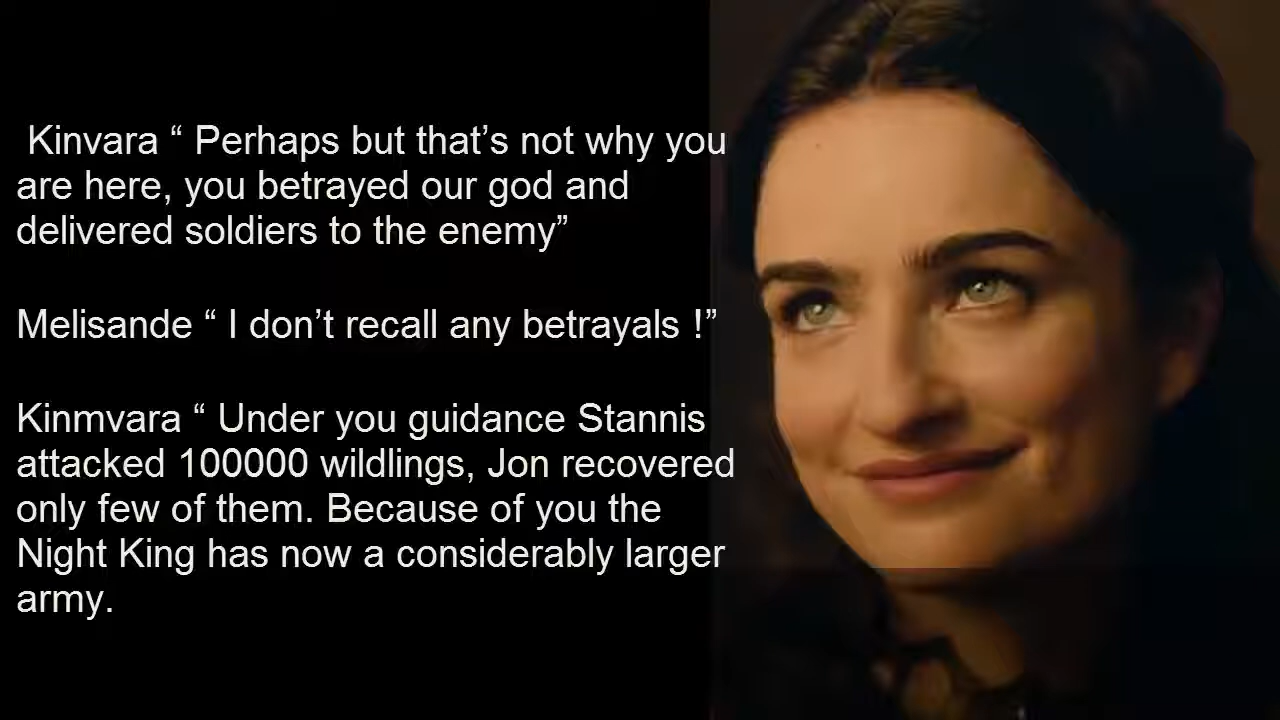 Kinvara “ Perhaps but that’s not why you
are here, you betrayed our god and
delivered soldiers to the enemy”
Melisande “ I don’t recall any betrayals !”
Kinmvara “ Under you guidance Stannis
attacked 100000 wildlings, Jon recovered
only few of them. Because of you the
Night King has now a considerably larger
army.